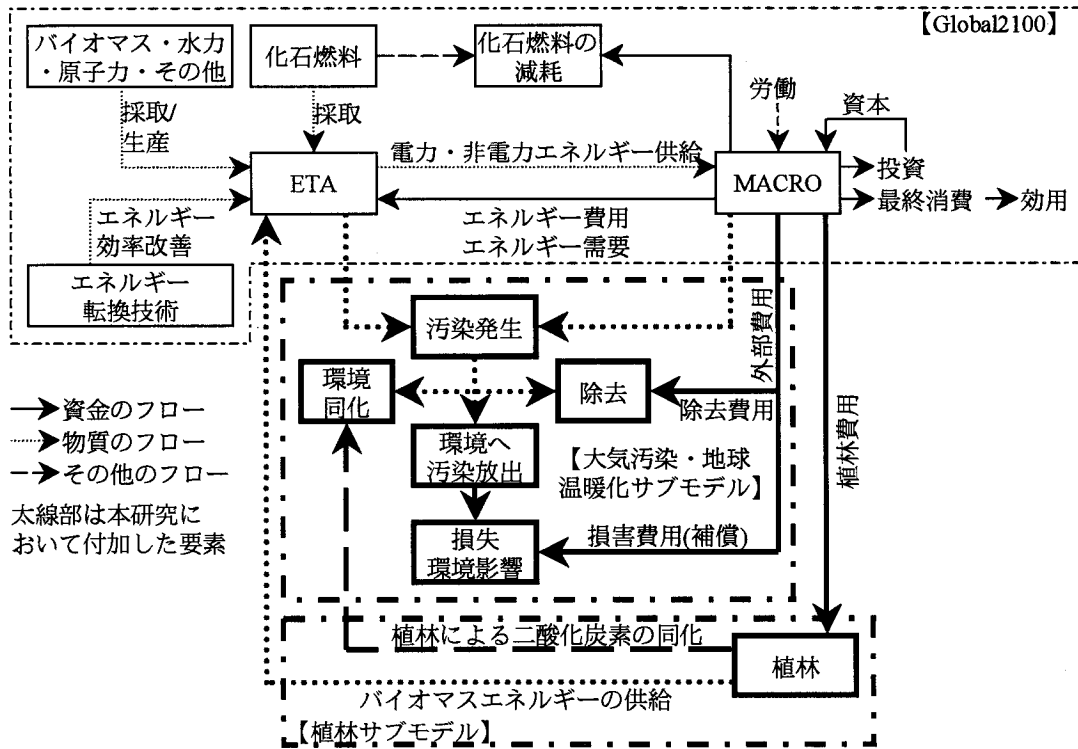 【Global2100】
バイオマス・水力
・原子力・その他
化石燃料
化石燃料の
減耗
労働
資本
採取/
生産
採取
電力・非電力エネルギー供給
ETA
MACRO
投資
最終消費
効用
エネルギー
効率改善
エネルギー費用
エネルギー需要
エネルギー
転換技術
汚染発生
外部費用
環境
同化
除去
除去費用
植林費用
資金のフロー
物質のフロー
その他のフロー
環境へ
汚染放出
【大気汚染・地球
温暖化サブモデル】
太線部は本研究に
おいて付加した要素
損失
環境影響
損害費用(補償)
植林による二酸化炭素の同化
植林
バイオマスエネルギーの供給
【植林サブモデル】